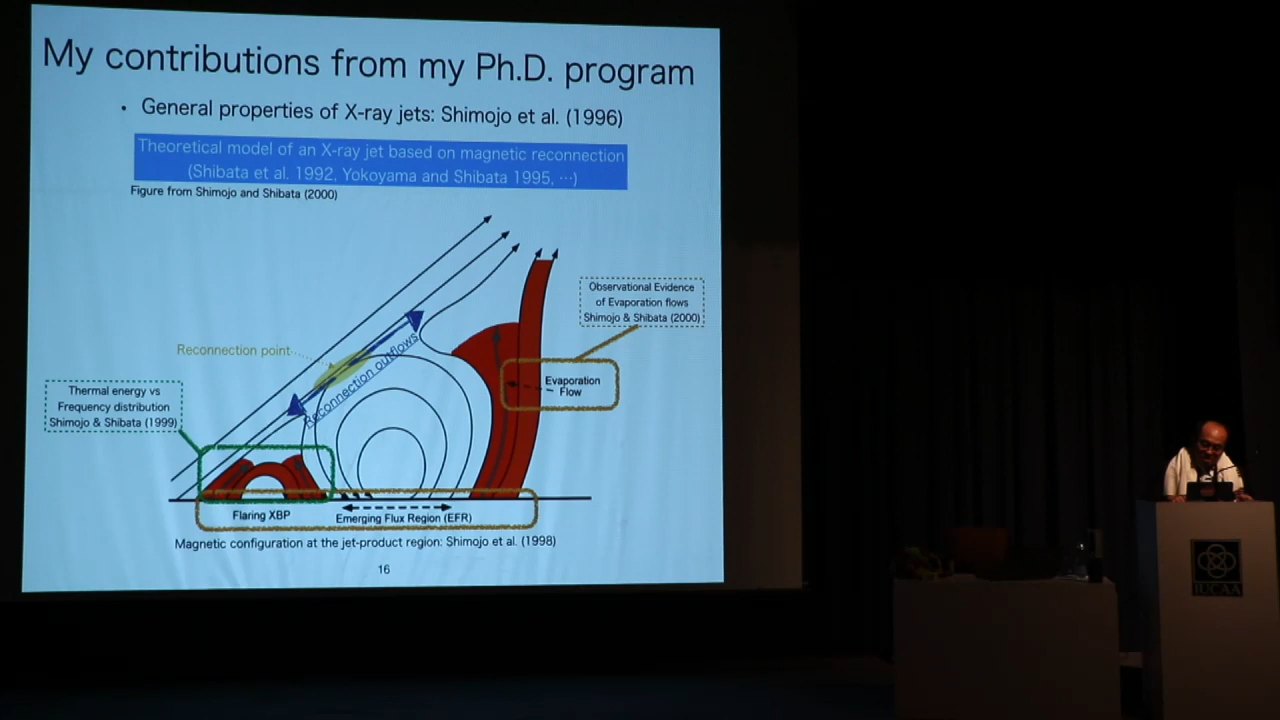 My contributions from my Ph.D. program
• General properties of X-ray jets: Shimojo et al. (1996)
Theoretical model of an X-ray jet based on magnetic reconnection
(Shibata et al. 1992, Yokoyama and Shibata 1995, …)
Figure from Shimojo and Shibata (2000)
Observational Evidence
of Evaporation flows
Shimojo & Shibata (2000)
Reconnection point
Reconnection outflows
Thermal energy vs
Frequency distribution
Shimojo & Shibata (1999)
Evaporation
Flow
Flaring XBP
Emerging Flux Region (EFR)
Magnetic configuration at the jet-product region: Shimojo et al. (1998)
16
IUCAA